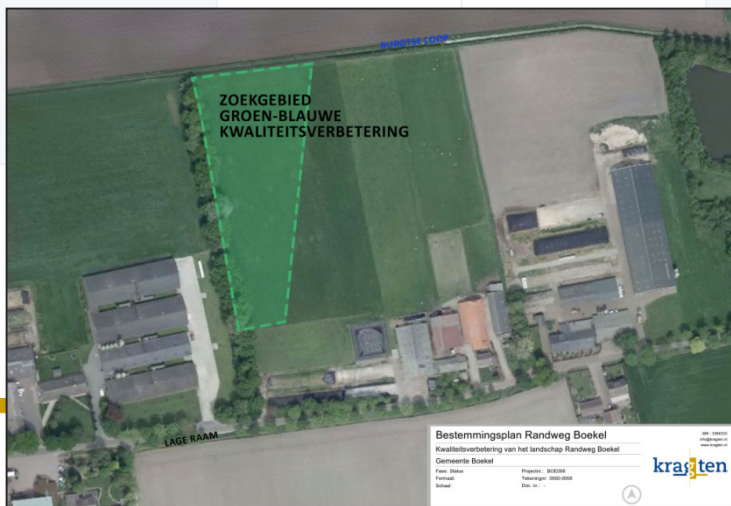 BURGTSE LOOP
ZOEKGEBIED
GROEN-BLAUWE
KWALITEITSVERBETERING
LAGE RAAM
Bestemmingsplan Randweg Boekel
Kwaliteitsverbetering van het landschap Randweg Boekel
Gemeente Boekel
Fase: Status
Projectnr.:
Formaat:
Tekeningnr. 0000-0000
Schaal:
Doc. nr.: -
info@kragten.nl
www.kragten.nl
kragten